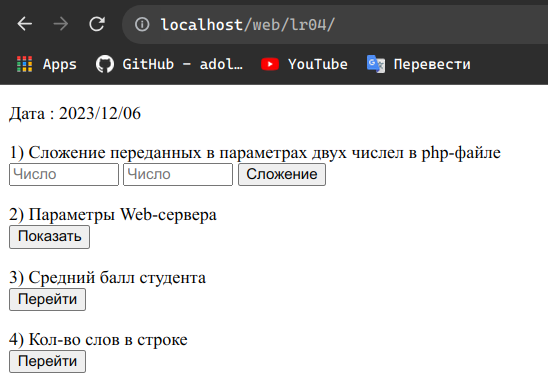 localhost/web/lr04/
Apps GitHub - adol... YouTube Перевести
Дата : 2023/12/06
1) Сложение переданных в параметрах двух числел в php-файле
Число Число Сложение
2) Параметры Web-сервера
Показать
3) Средний балл студента
Перейти
4) Кол-во слов в строке
Перейти